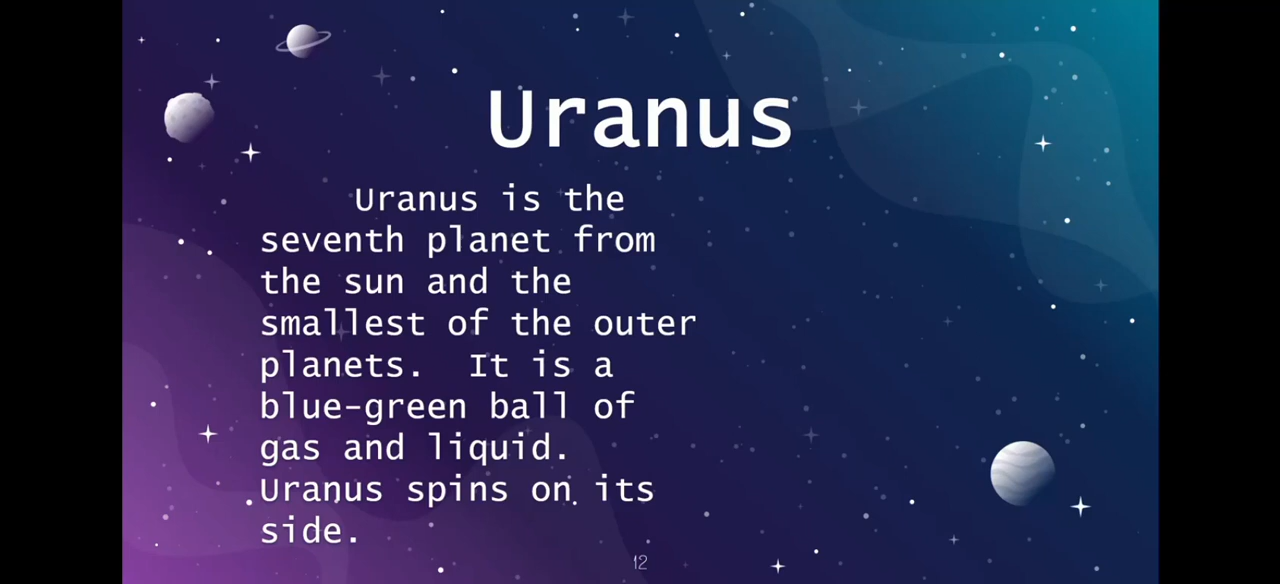 Uranus
Uranus is the
seventh planet from
the sun and the
smallest of the outer
planets.  It is a
blue-green ball of
gas and liquid.
Uranus spins on its
side.
12